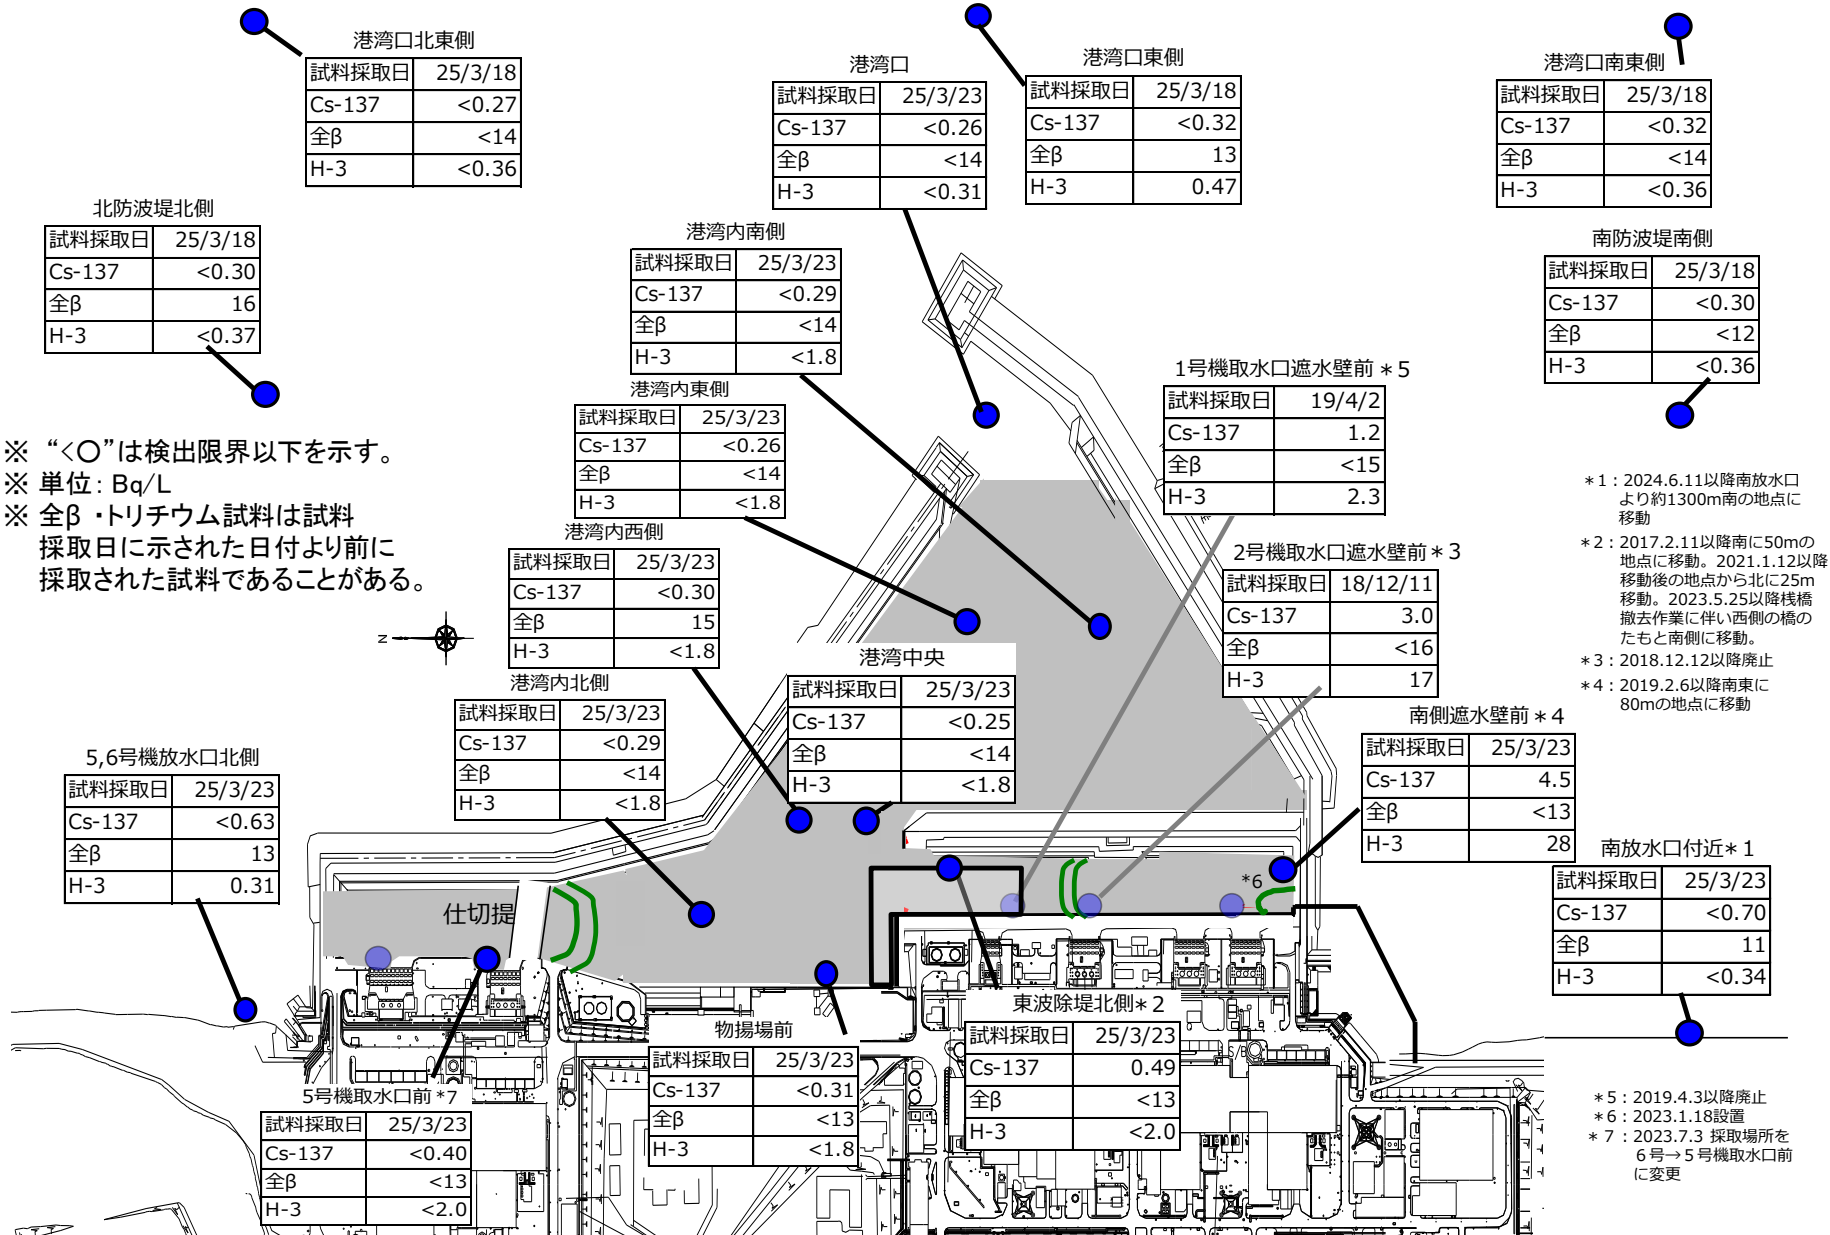 港湾口北東側
試料採取日 25/3/18
Cs-137 <0.27
全β <14
H-3 <0.36
港湾口
試料採取日 25/3/23
Cs-137 <0.26
全β <14
H-3 <0.31
港湾口東側
試料採取日 25/3/18
Cs-137 <0.32
全β 13
H-3 0.47
港湾口南東側
試料採取日 25/3/18
Cs-137 <0.32
全β <14
H-3 <0.36
北防波堤北側
試料採取日 25/3/18
Cs-137 <0.30
全β 16
H-3 <0.37
港湾内南側
試料採取日 25/3/23
Cs-137 <0.29
全β <14
H-3 <1.8
南防波堤南側
試料採取日 25/3/18
Cs-137 <0.30
全β <12
H-3 <0.36
港湾内東側
試料採取日 25/3/23
Cs-137 <0.26
全β <14
H-3 <1.8
1号機取水口遮水壁前＊5
試料採取日 19/4/2
Cs-137 1.2
全β <15
H-3 2.3
※ “<〇”は検出限界以下を示す。
※ 単位：Bq/L
※ 全β・トリチウム試料は試料
採取日に示された日付より前に
採取された試料であることがある。
N
港湾内西側
試料採取日 25/3/23
Cs-137 <0.30
全β 15
H-3 <1.8
2号機取水口遮水壁前＊3
試料採取日 18/12/11
Cs-137 3.0
全β <16
H-3 17
＊1：2024.6.11以降南放水口
より約1300m南の地点に
移動
＊2：2017.2.11以降南に50mの
地点に移動。2021.1.12以降
移動後の地点から北に25m
移動。2023.5.25以降桟橋
撤去作業に伴い西側の橋の
たもと南側に移動。
＊3：2018.12.12以降廃止
＊4：2019.2.6以降南東に
80mの地点に移動
港湾内北側
試料採取日 25/3/23
Cs-137 <0.29
全β <14
H-3 <1.8
港湾中央
試料採取日 25/3/23
Cs-137 <0.25
全β <14
H-3 <1.8
南側遮水壁前＊4
試料採取日 25/3/23
Cs-137 4.5
全β <13
H-3 28
5,6号機放水口北側
試料採取日 25/3/23
Cs-137 <0.63
全β 13
H-3 0.31
仕切堤
*6
南放水口付近＊1
試料採取日 25/3/23
Cs-137 <0.70
全β 11
H-3 <0.34
東波除堤北側＊2
試料採取日 25/3/23
Cs-137 0.49
全β <13
H-3 <2.0
S/B
物揚場前
試料採取日 25/3/23
Cs-137 <0.31
全β <13
H-3 <1.8
5号機取水口前*7
試料採取日 25/3/23
Cs-137 <0.40
全β <13
H-3 <2.0
＊5：2019.4.3以降廃止
＊6：2023.1.18設置
＊7：2023.7.3 採取場所を
６号→５号機取水口前
に変更